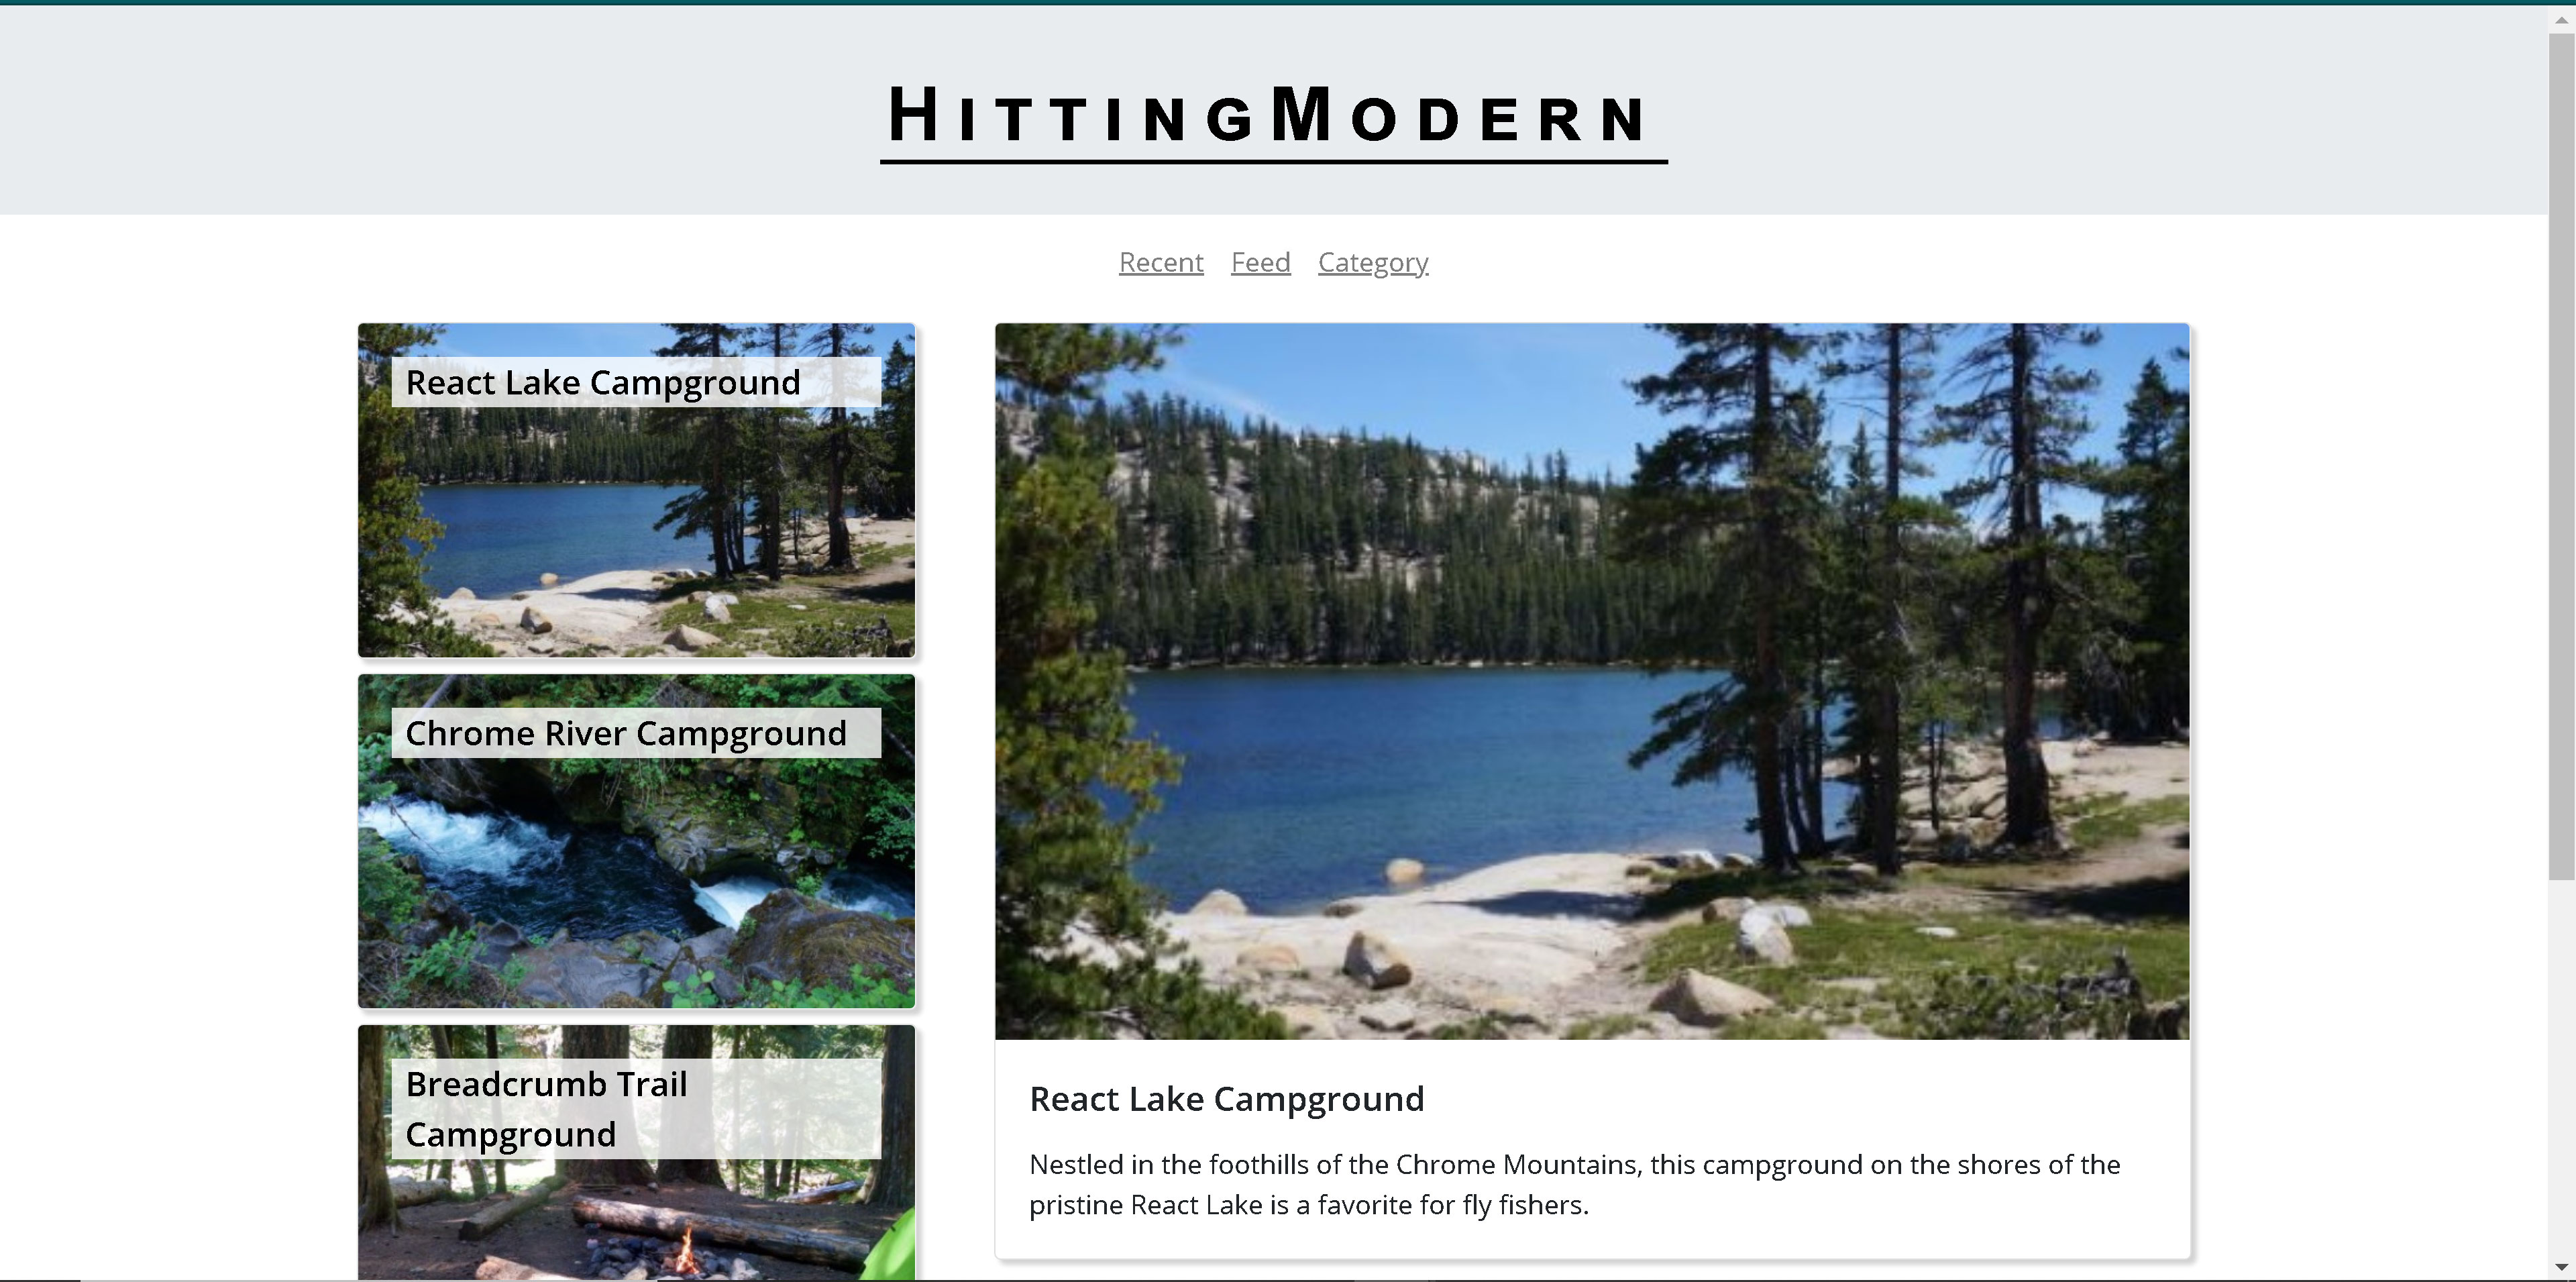 HittingModern
Recent Feed Category
React Lake Campground
Chrome River Campground
Breadcrumb Trail
Campground
React Lake Campground
Nestled in the foothills of the Chrome Mountains, this campground on the shores of the
pristine React Lake is a favorite for fly fishers.